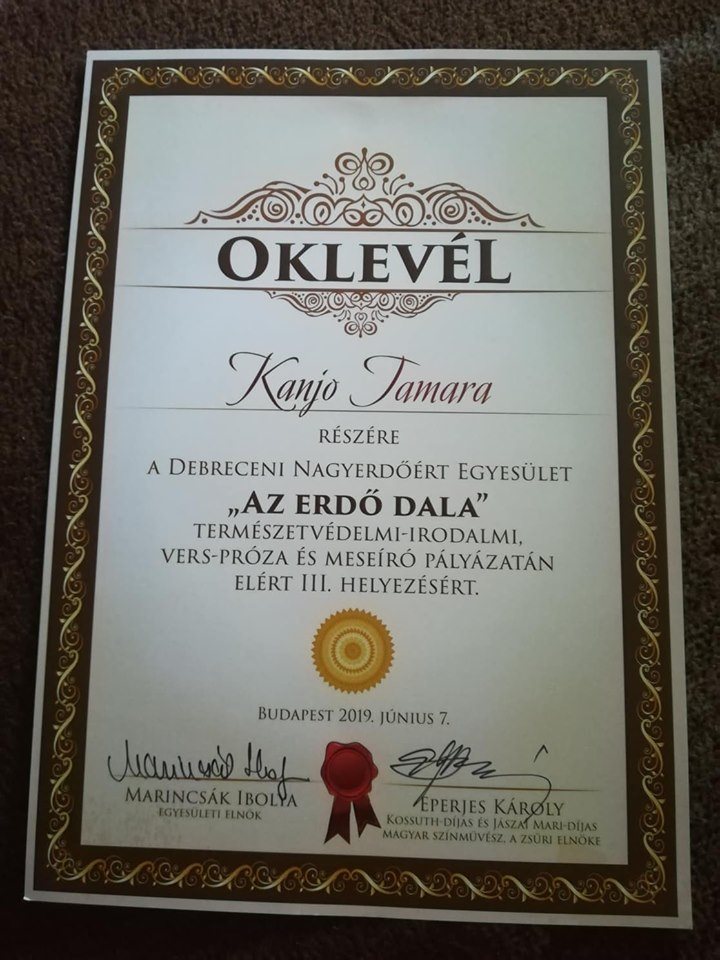 OKLEVÉL
Kanjo Tamara
RÉSZÉRE
A DEBRECENI NAGYERDŐÉRT EGYESÜLET
„AZ ERDŐ DALA”
TERMÉSZETVÉDELMI-IRODALMI,
VERS-PRÓZA ÉS MESEÍRÓ PÁLYÁZATÁN
ELÉRT III. HELYEZÉSÉRT.
BUDAPEST 2019. JÚNIUS 7.
MARINCSÁK IBOLYA
EGYESÜLETI ELNÖK
EPERJES KÁROLY
KOSSUTH-DÍJAS ÉS JÁSZAI MARI-DÍJAS
MAGYAR SZÍNMŰVÉSZ, A ZSŰRI ELNÖKE